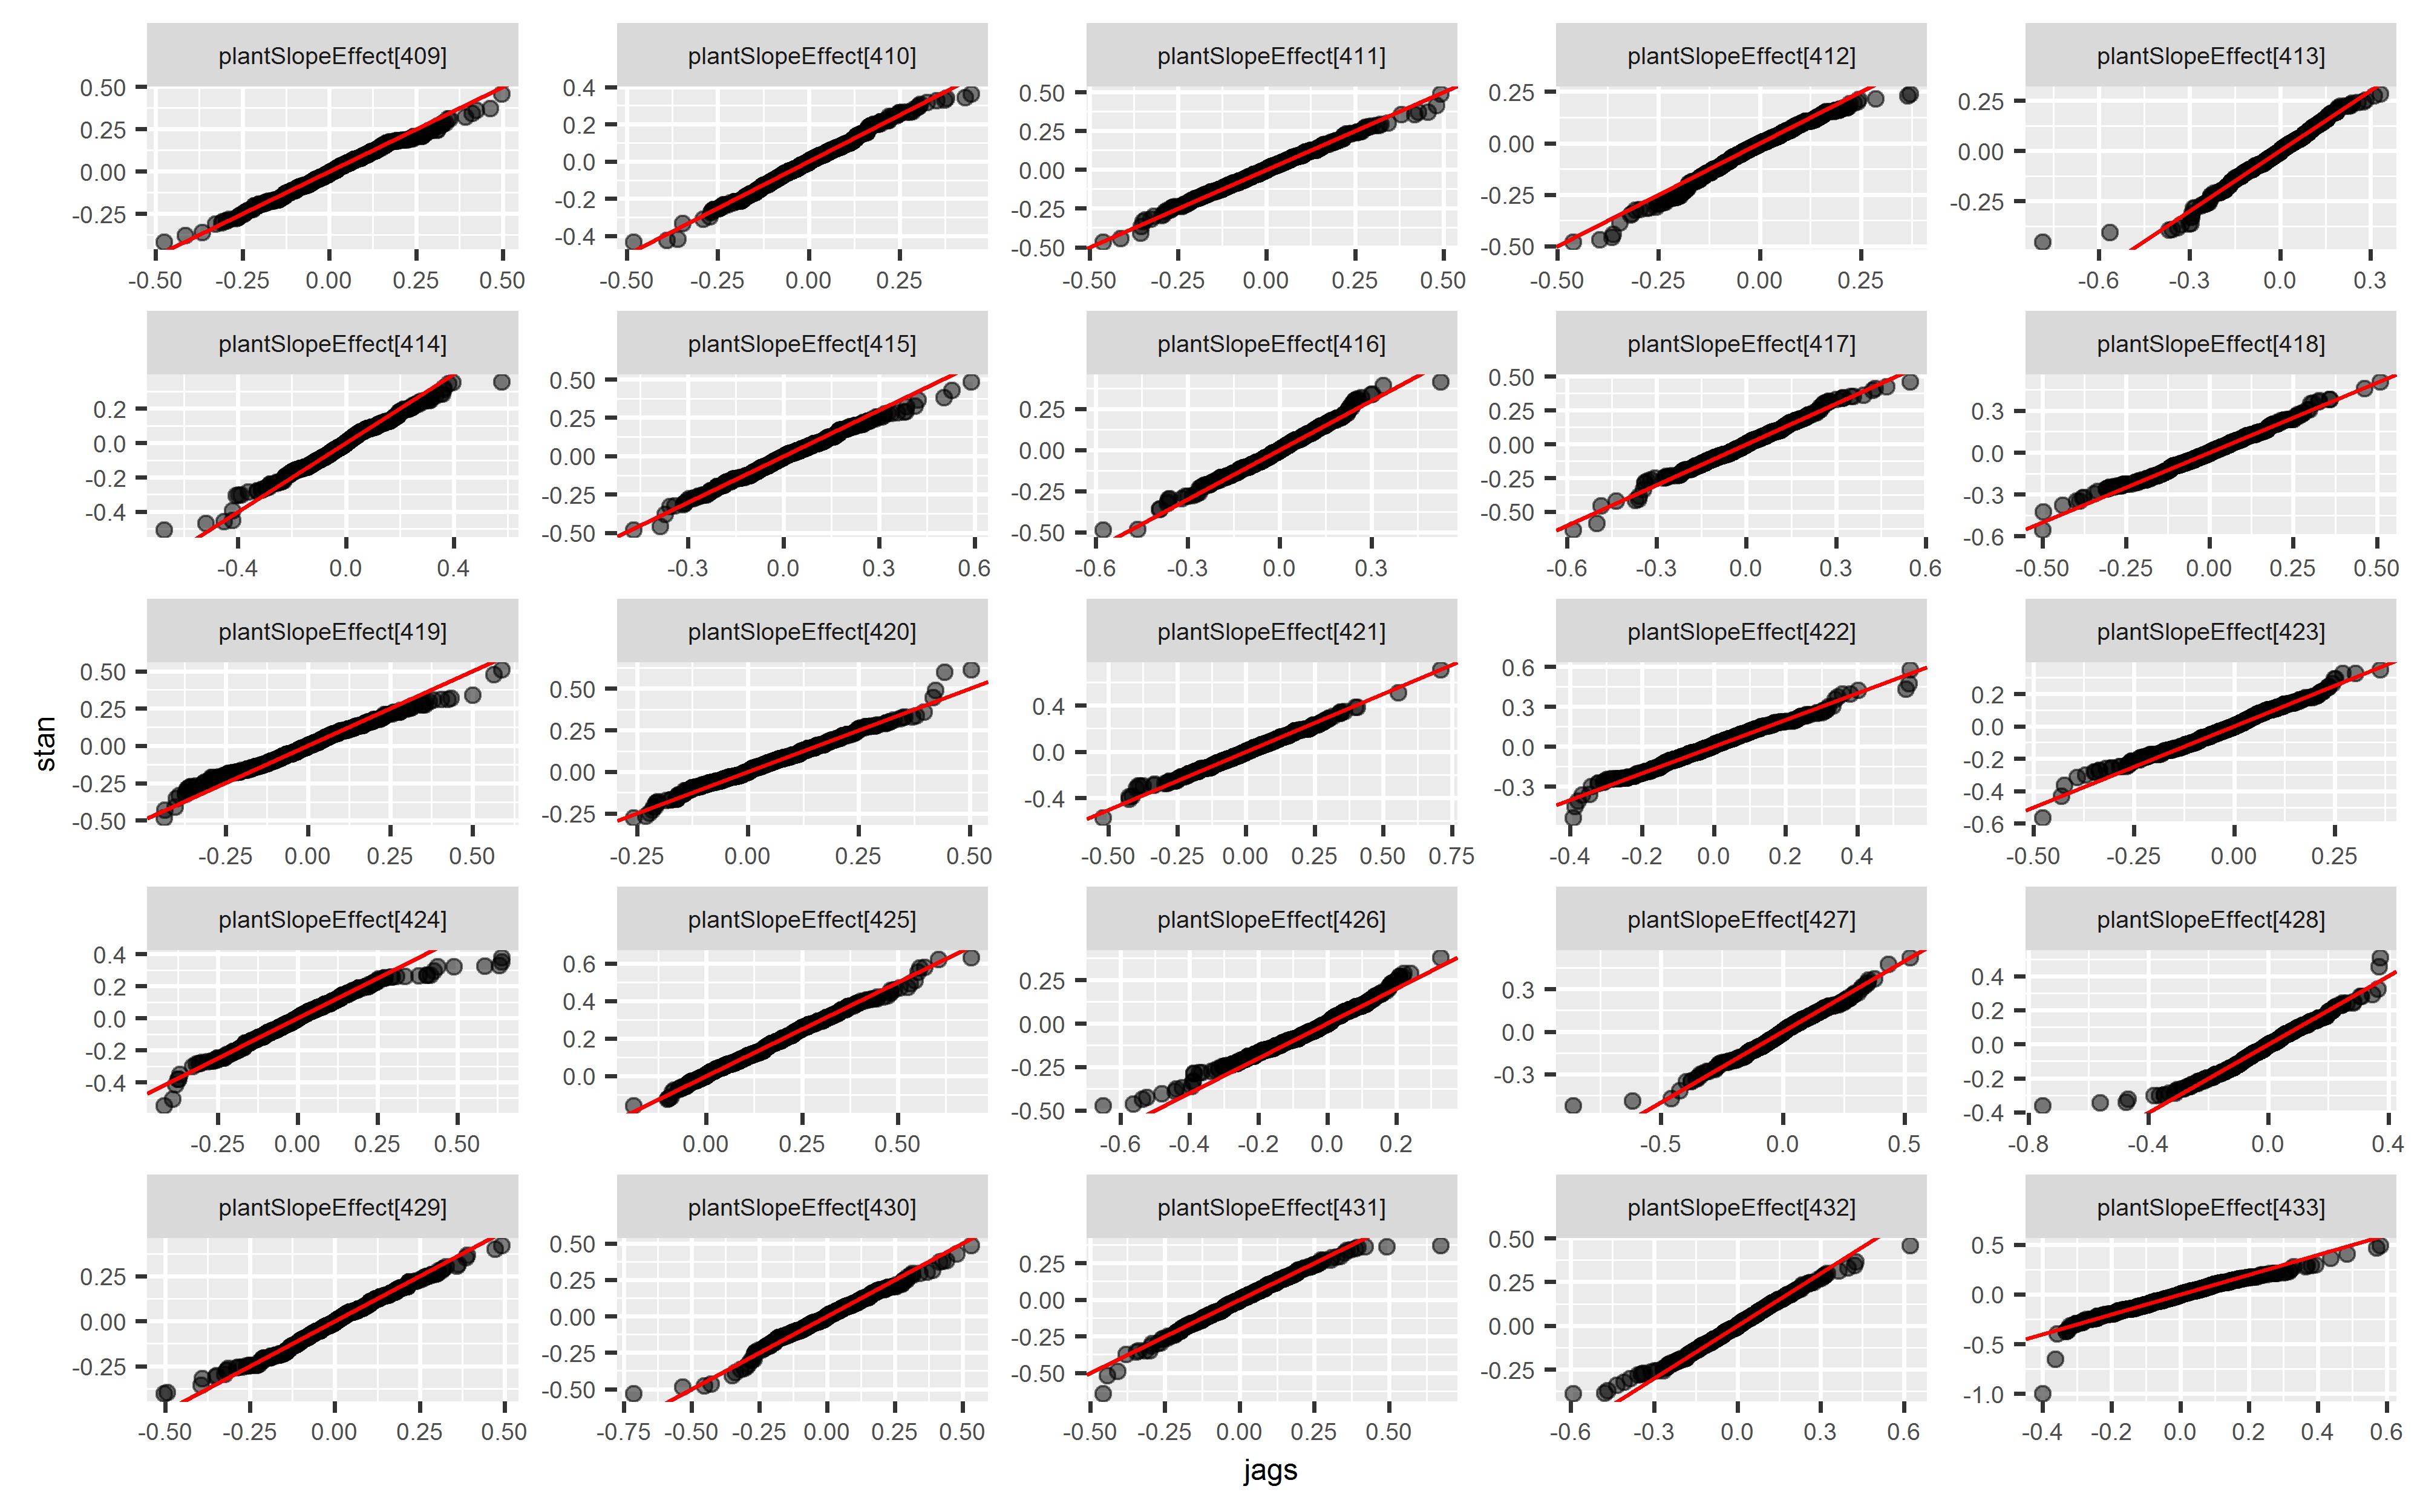 plantSlopeEffect[409] plantSlopeEffect[410] plantSlopeEffect[411] plantSlopeEffect[412] plantSlopeEffect[413]
0.50 0.25 0.00 -0.25
-0.50 -0.25 0.00 0.25 0.50
0.4 0.2 0.0 -0.2 -0.4
-0.50 -0.25 0.00 0.25
0.50 0.25 0.00 -0.25 -0.50
-0.50 -0.25 0.00 0.25 0.50
0.25 0.00 -0.25 -0.50
-0.50 -0.25 0.00 0.25
0.25 0.00 -0.25
-0.6 -0.3 0.0 0.3
plantSlopeEffect[414] plantSlopeEffect[415] plantSlopeEffect[416] plantSlopeEffect[417] plantSlopeEffect[418]
0.2 0.0 -0.2 -0.4
-0.4 0.0 0.4
0.50 0.25 0.00 -0.25 -0.50
-0.3 0.0 0.3 0.6
0.25 0.00 -0.25 -0.50
-0.6 -0.3 0.0 0.3
0.50 0.25 0.00 -0.25 -0.50
-0.6 -0.3 0.0 0.3 0.6
0.3 0.0 -0.3 -0.6
-0.50 -0.25 0.00 0.25 0.50
plantSlopeEffect[419] plantSlopeEffect[420] plantSlopeEffect[421] plantSlopeEffect[422] plantSlopeEffect[423]
0.50 0.25 0.00 -0.25 -0.50
-0.25 0.00 0.25 0.50
0.50 0.25 0.00 -0.25
-0.25 0.00 0.25 0.50
0.4 0.0 -0.4
-0.50 -0.25 0.00 0.25 0.50 0.75
0.6 0.3 0.0 -0.3
-0.4 -0.2 0.0 0.2 0.4
0.2 0.0 -0.2 -0.4 -0.6
-0.50 -0.25 0.00 0.25
stan
plantSlopeEffect[424] plantSlopeEffect[425] plantSlopeEffect[426] plantSlopeEffect[427] plantSlopeEffect[428]
0.4 0.2 0.0 -0.2 -0.4
-0.25 0.00 0.25 0.50
0.6 0.4 0.2 0.0
0.00 0.25 0.50
0.25 0.00 -0.25 -0.50
-0.6 -0.4 -0.2 0.0 0.2
0.3 0.0 -0.3
-0.5 0.0 0.5
0.4 0.2 0.0 -0.2 -0.4
-0.8 -0.4 0.0 0.4
plantSlopeEffect[429] plantSlopeEffect[430] plantSlopeEffect[431] plantSlopeEffect[432] plantSlopeEffect[433]
0.25 0.00 -0.25
-0.50 -0.25 0.00 0.25 0.50
0.50 0.25 0.00 -0.25 -0.50
-0.75 -0.50 -0.25 0.00 0.25 0.50
0.25 0.00 -0.25 -0.50
-0.50 -0.25 0.00 0.25 0.50
0.50 0.25 0.00 -0.25
-0.6 -0.3 0.0 0.3 0.6
0.5 0.0 -0.5 -1.0
-0.4 -0.2 0.0 0.2 0.4 0.6
jags